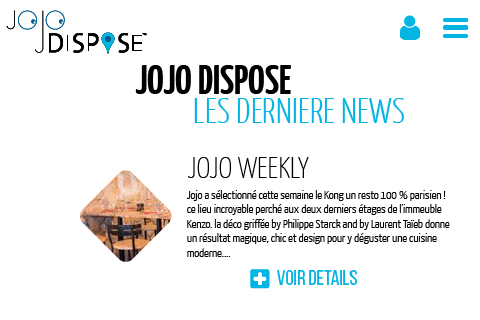 JOJO
DISPOSE™
JOJO DISPOSE
LES DERNIERE NEWS
JOJO WEEKLY
Jojo a sélectionné cette semaine le Kong un resto 100 % parisien !
ce lieu incroyable perché aux deux derniers étages de l'immeuble
Kenzo. la déco griffée by Philippe Starck and by Laurent Taïeb donne
un résultat magique, chic et design pour y déguster une cuisine
moderne....
VOIR DETAILS